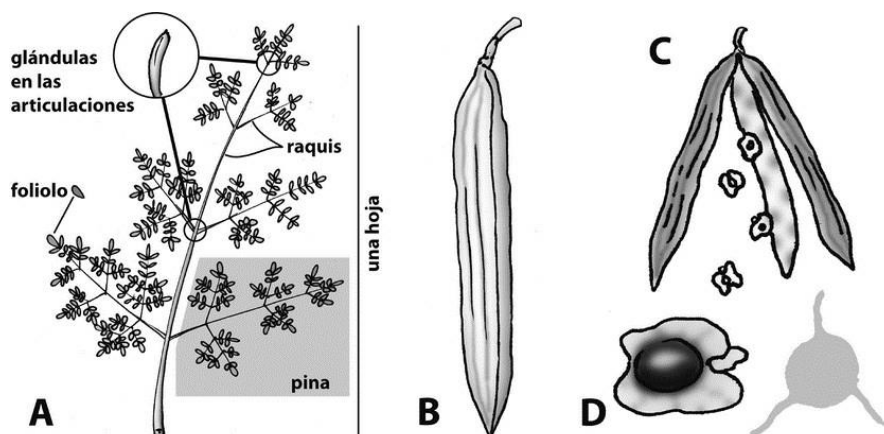 glándulas
en las
articulaciones
raquis
foliolo
una hoja
pina
A
B
C
D